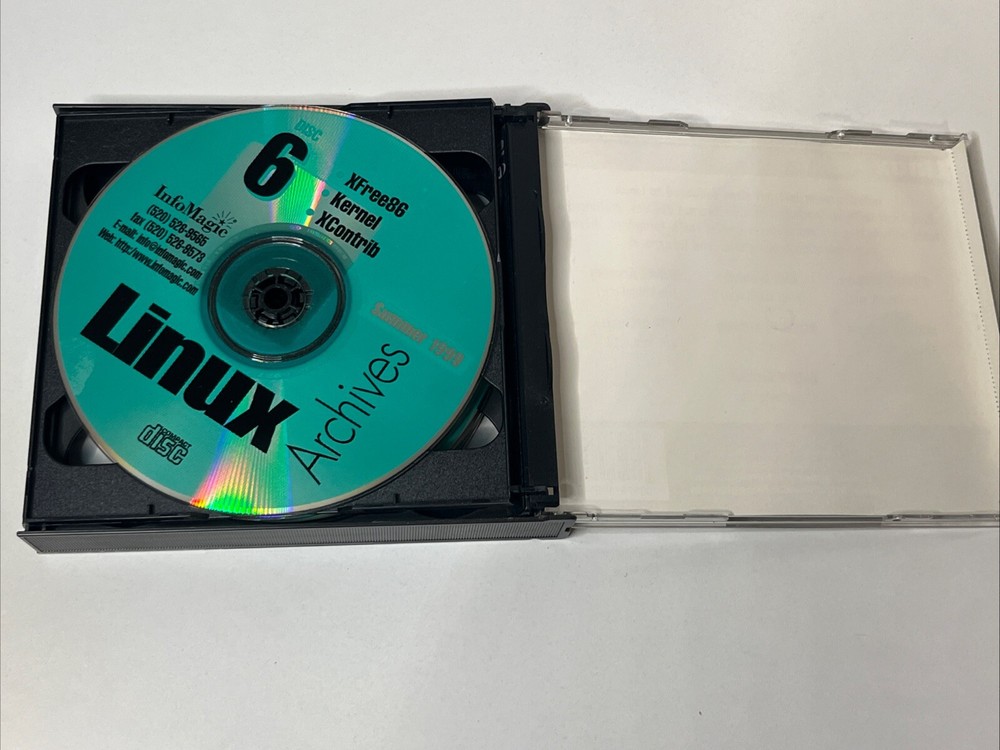 DISC
6
XFree86
• Kernel
• XContrib
InfoMagic
(520) 526-9565
fax (520) 526-9573
E-mail: info@infomagic.com
Web: http://www.infomagic.com
Summer
Linux
Archives
COMPACT
disc